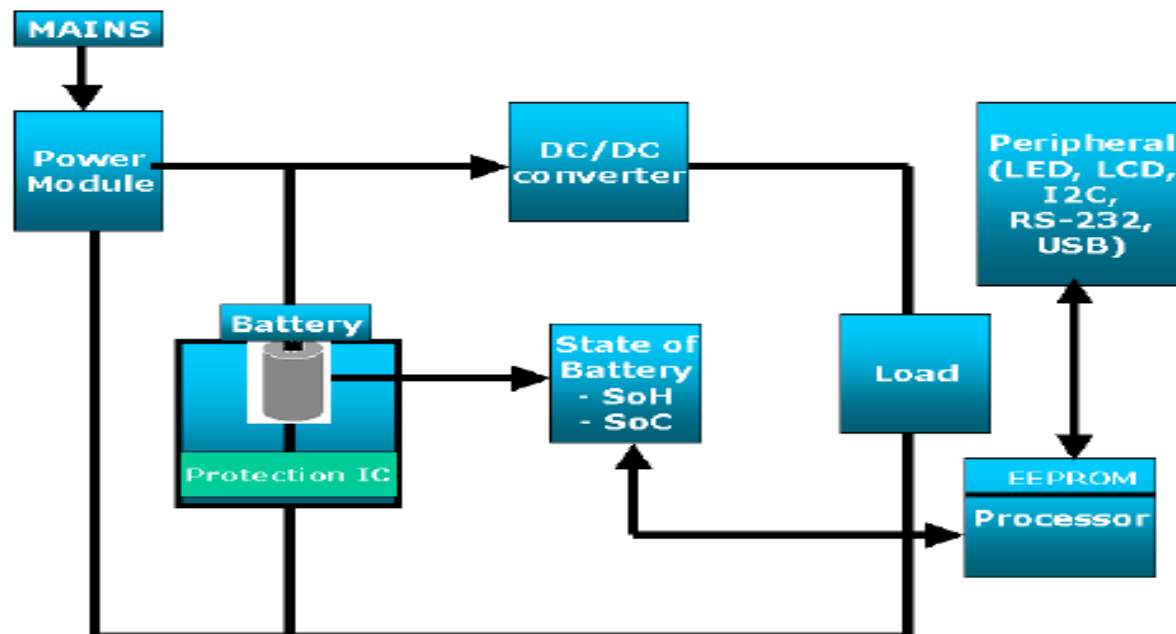 MAINS
Power
Module
DC/DC
converter
Peripheral
(LED, LCD,
I2C,
RS-232,
USB)
Battery
State of
Battery
- SoH
- SoC
Load
Protection IC
EEPROM
Processor